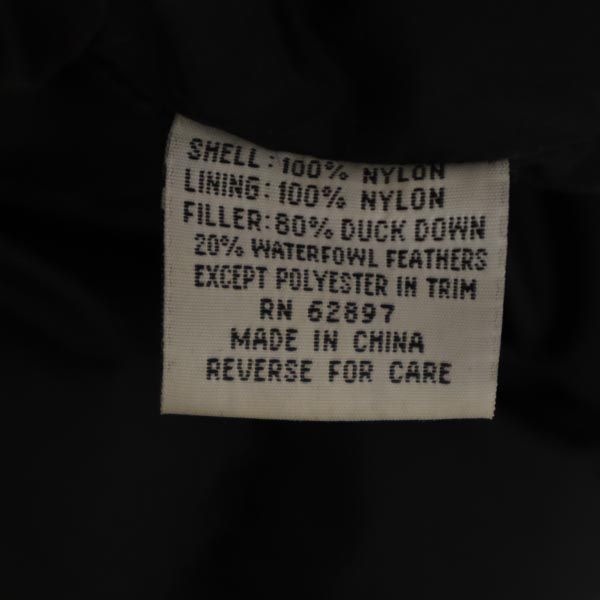 SHELL: 100% NYLON
LINING: 100% NYLON
FILLER: 80% DUCK DOWN
20% WATERFOWL FEATHERS
EXCEPT POLYESTER IN TRIM
RN 62897
MADE IN CHINA
REVERSE FOR CARE